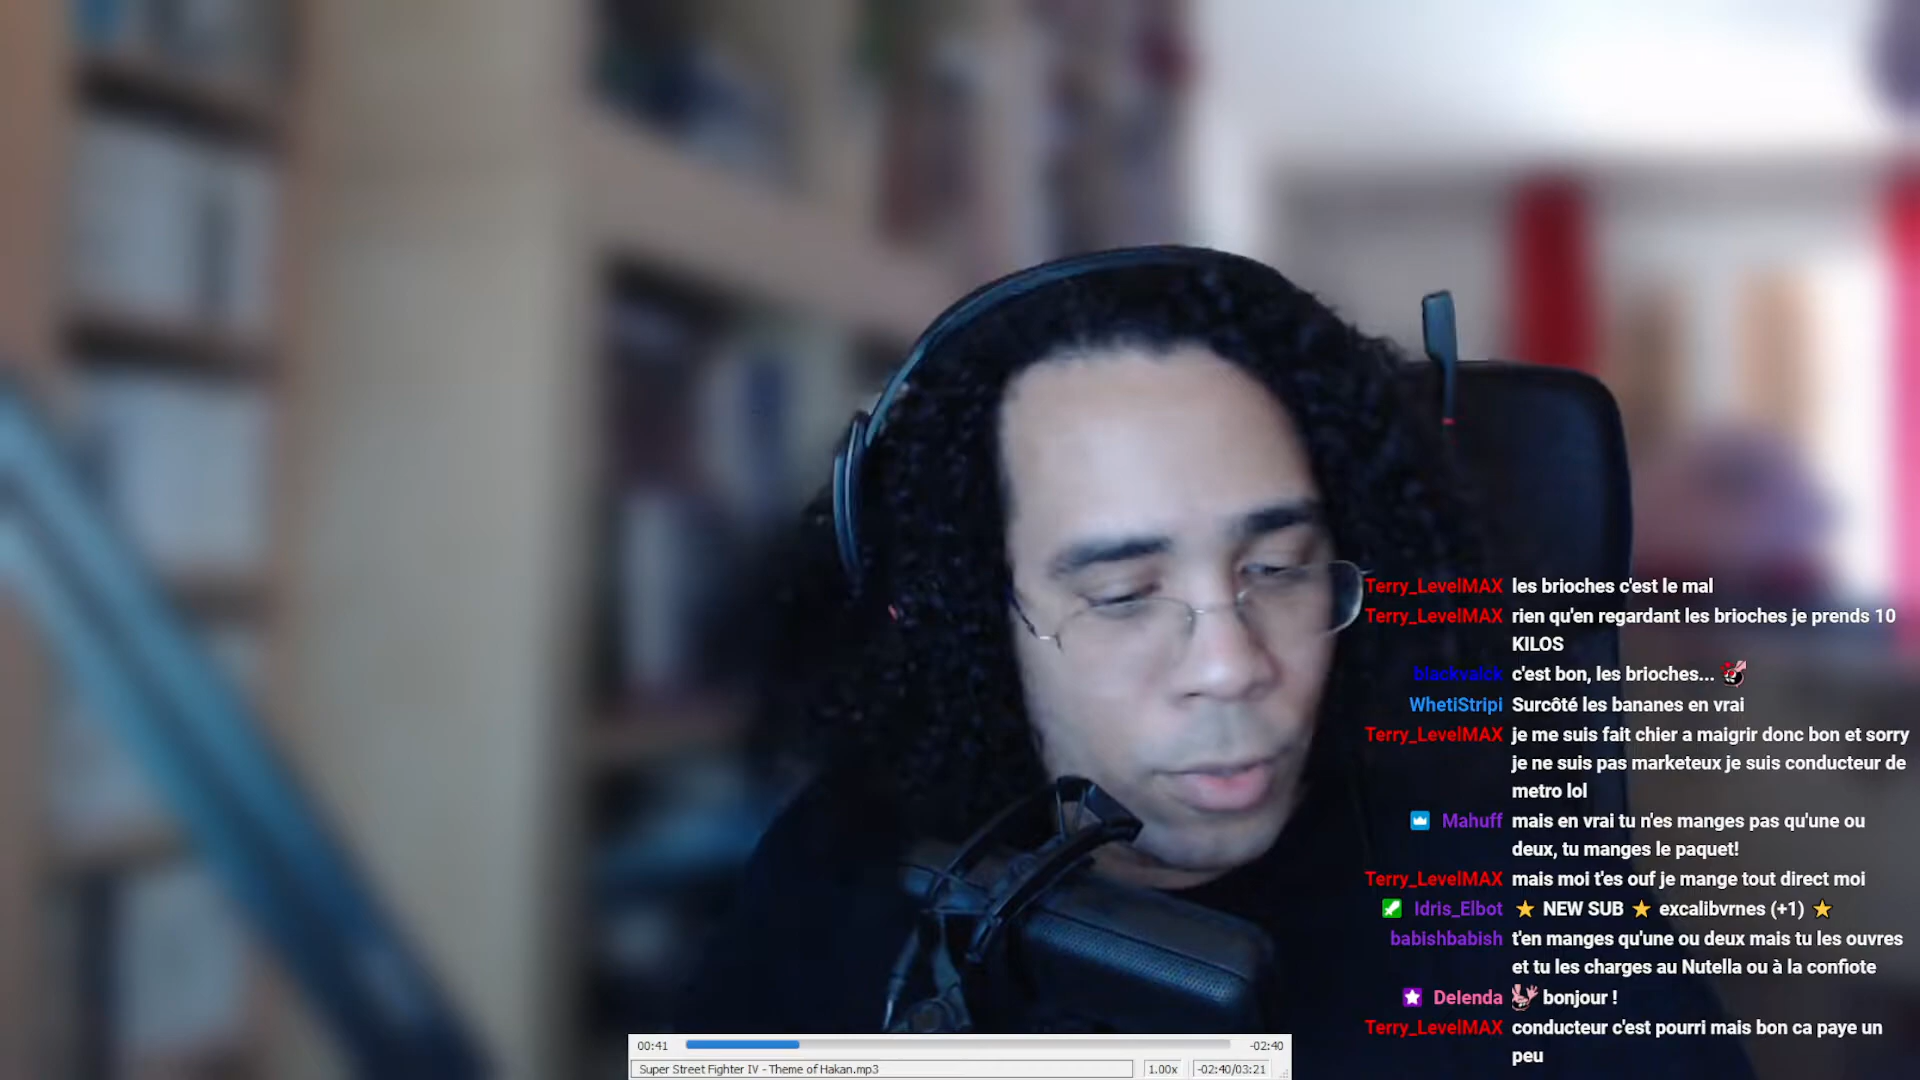 Terry_LevelMAX les brioches c'est le mal
Terry_LevelMAX rien qu'en regardant les brioches je prends 10
KILOS
blackvalck c'est bon, les brioches...
WhetiStripi Surcôté les bananes en vrai
Terry_LevelMAX je me suis fait chier a maigrir donc bon et sorry
je ne suis pas marketeux je suis conducteur de
metro lol
Mahuff mais en vrai tu n'es manges pas qu'une ou
deux, tu manges le paquet!
Terry_LevelMAX mais moi t'es ouf je mange tout direct moi
Idris_Elbot NEW SUB excalibvrnes (+1)
babishbabish t'en manges qu'une ou deux mais tu les ouvres
et tu les charges au Nutella ou à la confiote
Delenda bonjour !
Terry_LevelMAX conducteur c'est pourri mais bon ca paye un
peu
00:41 -02:40
Super Street Fighter IV - Theme of Hakan.mp3 1.00x -02:40/03:21